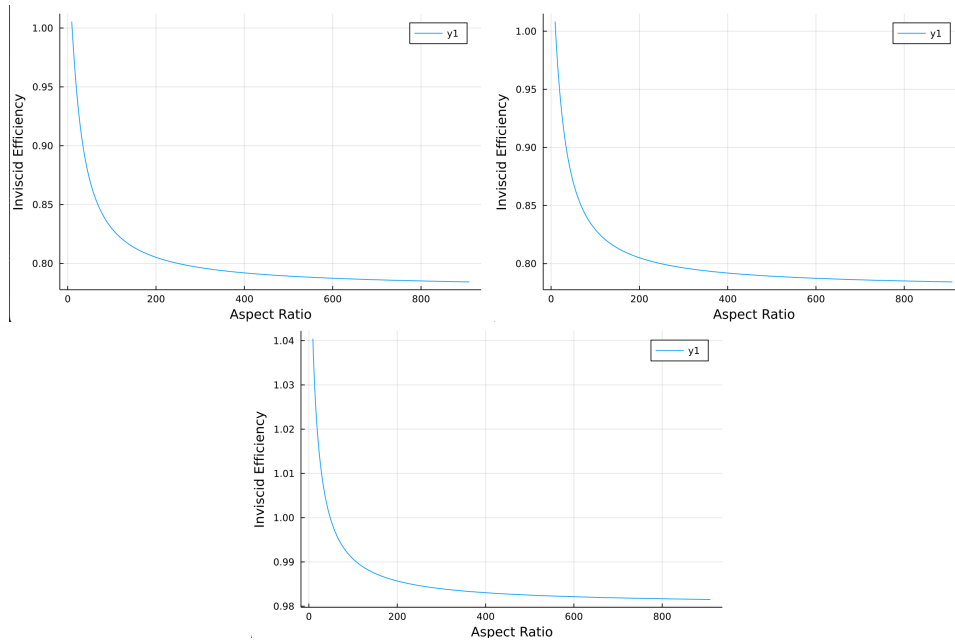 1.00
0.95
0.90
0.85
0.80
Inviscid Efficiency
y1
0 200 400 600 800
Aspect Ratio
1.00
0.95
0.90
0.85
0.80
Inviscid Efficiency
y1
0 200 400 600 800
Aspect Ratio
1.04
1.03
1.02
1.01
1.00
0.99
0.98
Inviscid Efficiency
y1
0 200 400 600 800
Aspect Ratio